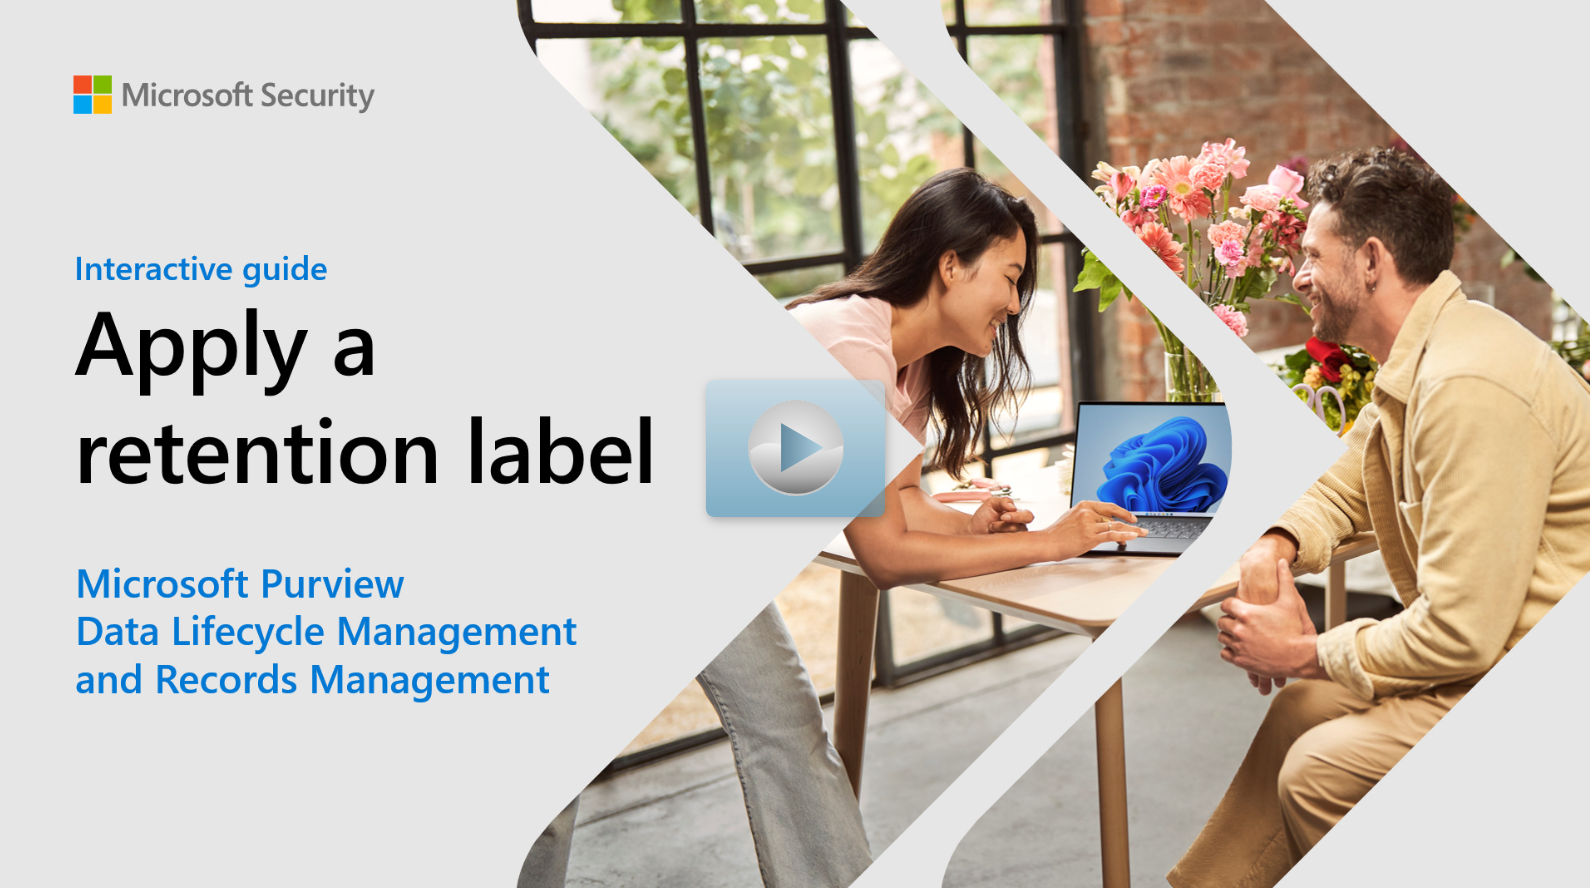 Microsoft Security
Interactive guide
Apply a
retention label
Microsoft Purview
Data Lifecycle Management
and Records Management